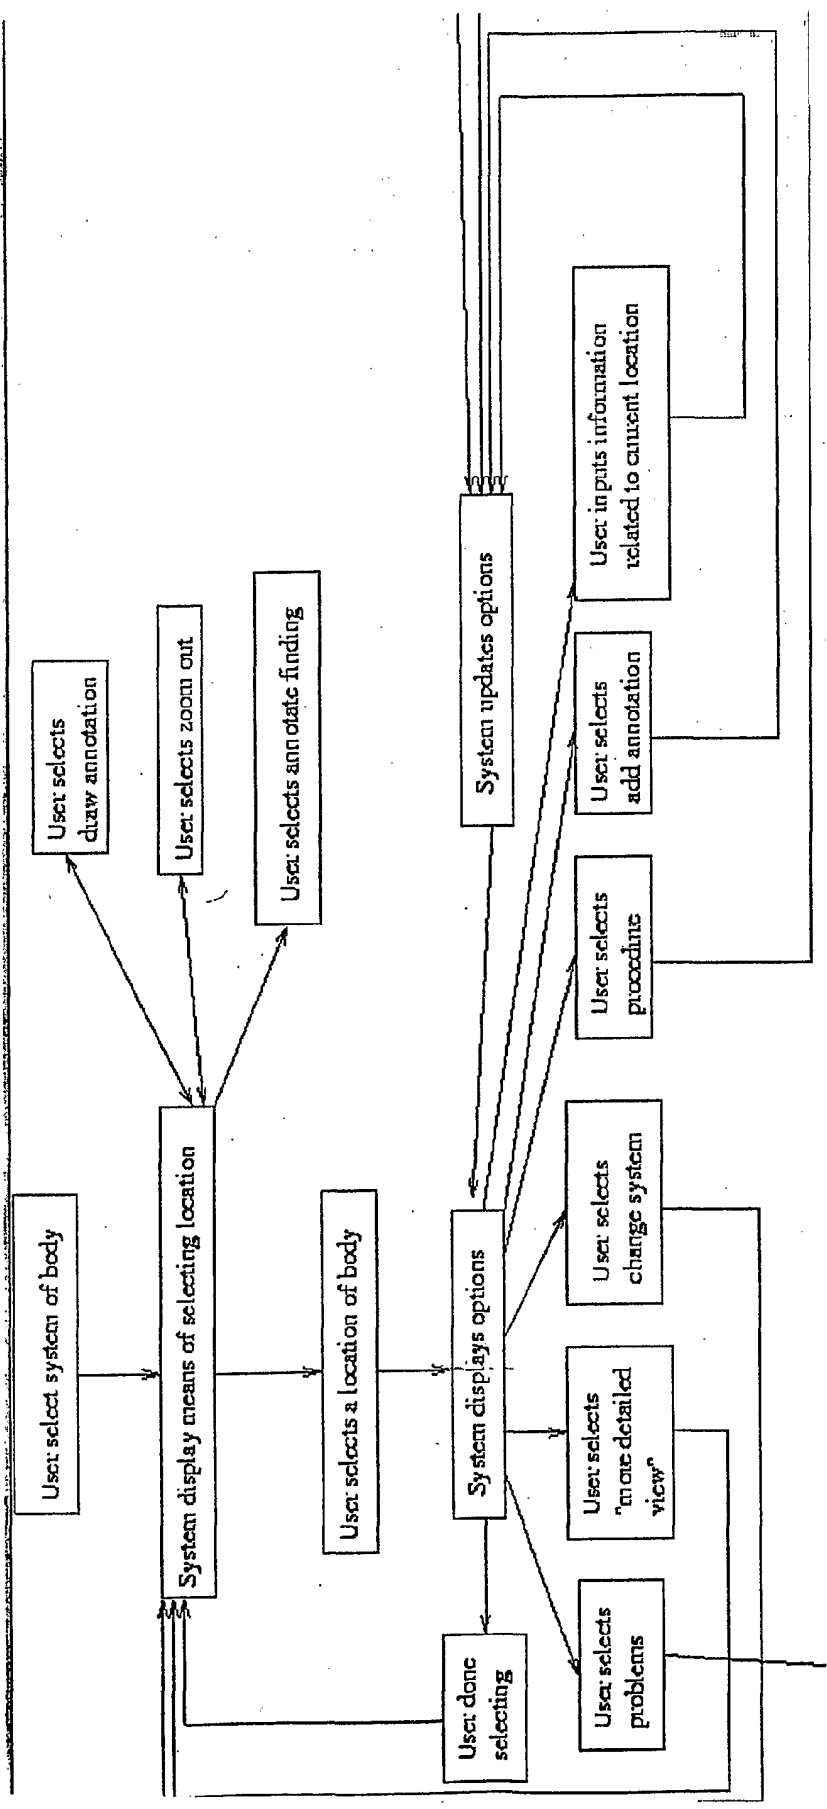 User select system of body
System display means of selecting location
User selects
draw annotation
User selects zoom out
User selects annotate finding
User selects a location of body
System displays options
System updates options
User done
selecting
User selects
problems
User selects
"more detailed
view"
User selects
change system
User selects
procedure
User selects
add annotation
User inputs information
related to current location